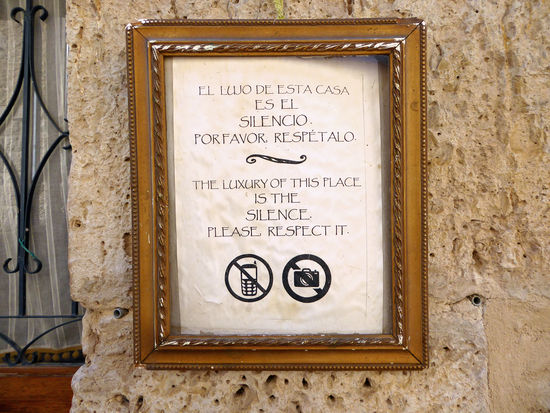 EL LUJO DE ESTA CASA
ES EL
SILENCIO.
POR FAVOR, RESPÉTALO.
THE LUXURY OF THIS PLACE
IS THE
SILENCE.
PLEASE, RESPECT IT.